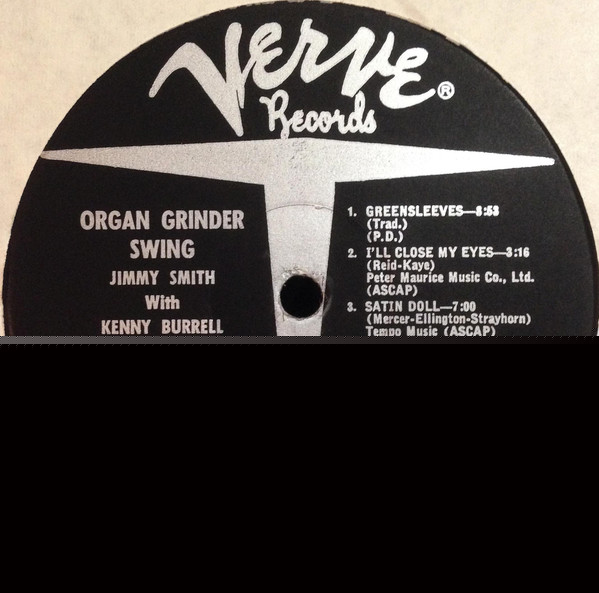 Verve®
Records
ORGAN GRINDER
SWING
JIMMY SMITH
With
KENNY BURRELL
1. GREENSLEEVES—8:53
(Trad.)
(P.D.)
2. I'LL CLOSE MY EYES—3:16
(Reid-Kaye)
Peter Maurice Music Co., Ltd.
(ASCAP)
3. SATIN DOLL—7:00
(Mercer-Ellington-Strayhorn)
Tempo Music (ASCAP)